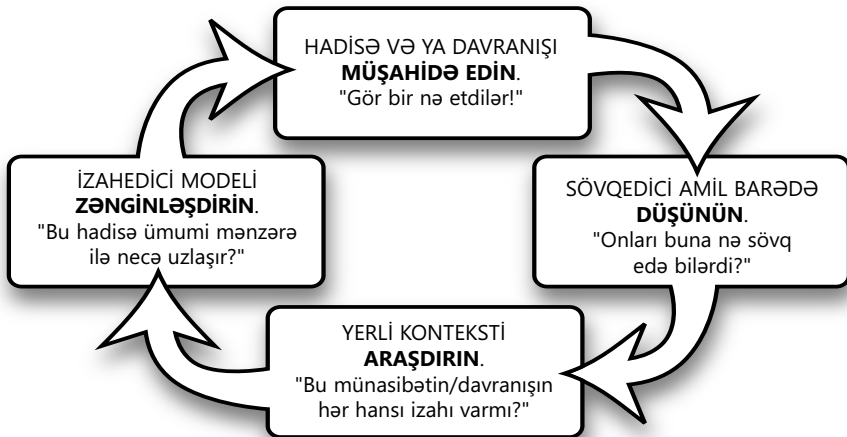 HADİSƏ VƏ YA DAVRANIŞI
MÜŞAHİDƏ EDİN.
"Gör bir nə etdilər!"
SÖVQEDİCİ AMİL BARƏDƏ
DÜŞÜNÜN.
"Onları buna nə sövq
edə bilərdi?"
YERLİ KONTEKSTİ
ARAŞDIRIN.
"Bu münasibətin/davranışın
hər hansı izahı varmı?"
İZAHEDİCİ MODELİ
ZƏNGİNLƏŞDİRİN.
"Bu hadisə ümumi mənzərə
ilə necə uzlaşır?"